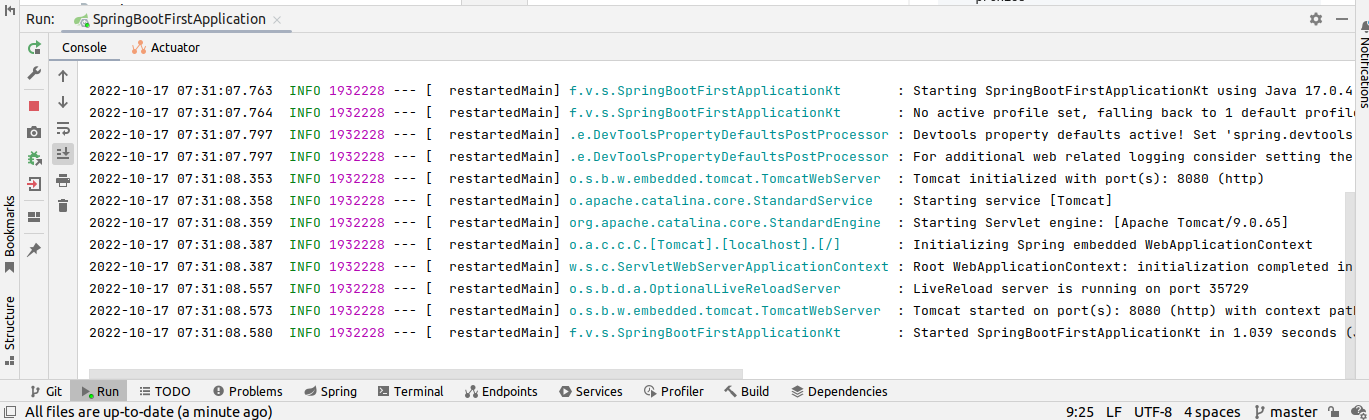 Run: SpringBootFirstApplication
Console Actuator
2022-10-17 07:31:07.763 INFO 1932228 --- [ restartedMain] f.v.s.SpringBootFirstApplicationKt : Starting SpringBootFirstApplicationKt using Java 17.0.4
2022-10-17 07:31:07.764 INFO 1932228 --- [ restartedMain] f.v.s.SpringBootFirstApplicationKt : No active profile set, falling back to 1 default profile
2022-10-17 07:31:07.797 INFO 1932228 --- [ restartedMain] .e.DevToolsPropertyDefaultsPostProcessor : Devtools property defaults active! Set 'spring.devtools
2022-10-17 07:31:07.797 INFO 1932228 --- [ restartedMain] .e.DevToolsPropertyDefaultsPostProcessor : For additional web related logging consider setting the
2022-10-17 07:31:08.353 INFO 1932228 --- [ restartedMain] o.s.b.w.embedded.tomcat.TomcatWebServer : Tomcat initialized with port(s): 8080 (http)
2022-10-17 07:31:08.358 INFO 1932228 --- [ restartedMain] o.apache.catalina.core.StandardService : Starting service [Tomcat]
2022-10-17 07:31:08.359 INFO 1932228 --- [ restartedMain] org.apache.catalina.core.StandardEngine : Starting Servlet engine: [Apache Tomcat/9.0.65]
2022-10-17 07:31:08.387 INFO 1932228 --- [ restartedMain] o.a.c.c.C.[Tomcat].[localhost].[/] : Initializing Spring embedded WebApplicationContext
2022-10-17 07:31:08.387 INFO 1932228 --- [ restartedMain] w.s.c.ServletWebServerApplicationContext : Root WebApplicationContext: initialization completed in
2022-10-17 07:31:08.557 INFO 1932228 --- [ restartedMain] o.s.b.d.a.OptionalLiveReloadServer : LiveReload server is running on port 35729
2022-10-17 07:31:08.573 INFO 1932228 --- [ restartedMain] o.s.b.w.embedded.tomcat.TomcatWebServer : Tomcat started on port(s): 8080 (http) with context path
2022-10-17 07:31:08.580 INFO 1932228 --- [ restartedMain] f.v.s.SpringBootFirstApplicationKt : Started SpringBootFirstApplicationKt in 1.039 seconds (
Notifications
Bookmarks
Structure
Git Run TODO Problems Spring Terminal Endpoints Services Profiler Build Dependencies
All files are up-to-date (a minute ago) 9:25 LF UTF-8 4 spaces master